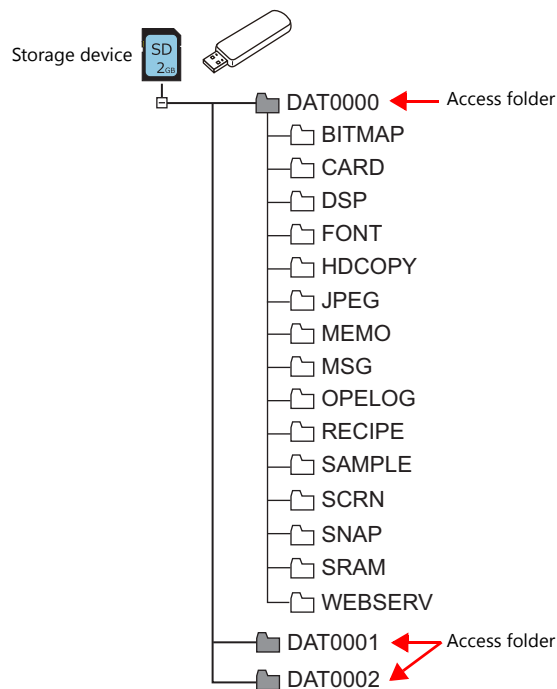 Storage device
SD
2GB
DAT0000
Access folder
BITMAP
CARD
DSP
FONT
HDCOPY
JPEG
MEMO
MSG
OPELOG
RECIPE
SAMPLE
SCRN
SNAP
SRAM
WEBSERV
DAT0001
Access folder
DAT0002